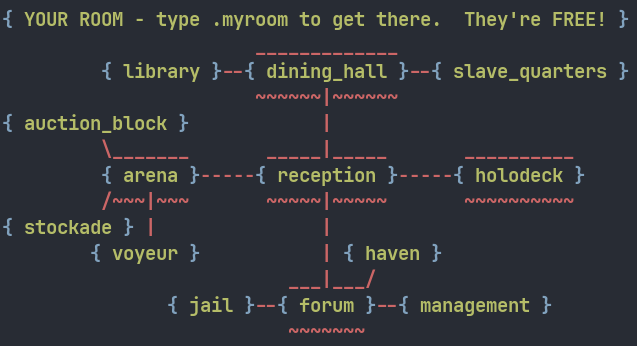 { YOUR ROOM - type .myroom to get there.  They're FREE! }
                       _____________
         { library }--{ dining_hall }--{ slave_quarters }
                       ~~~~~~|~~~~~~
{ auction_block }            |
         \_______       _____|_____       __________
         { arena }-----{ reception }-----{ holodeck }
         /~~~|~~~       ~~~~~|~~~~~       ~~~~~~~~~~
{ stockade } |               |
        { voyeur }           | { haven }
                          ___|___/
               { jail }--{ forum }--{ management }
                          ~~~~~~~